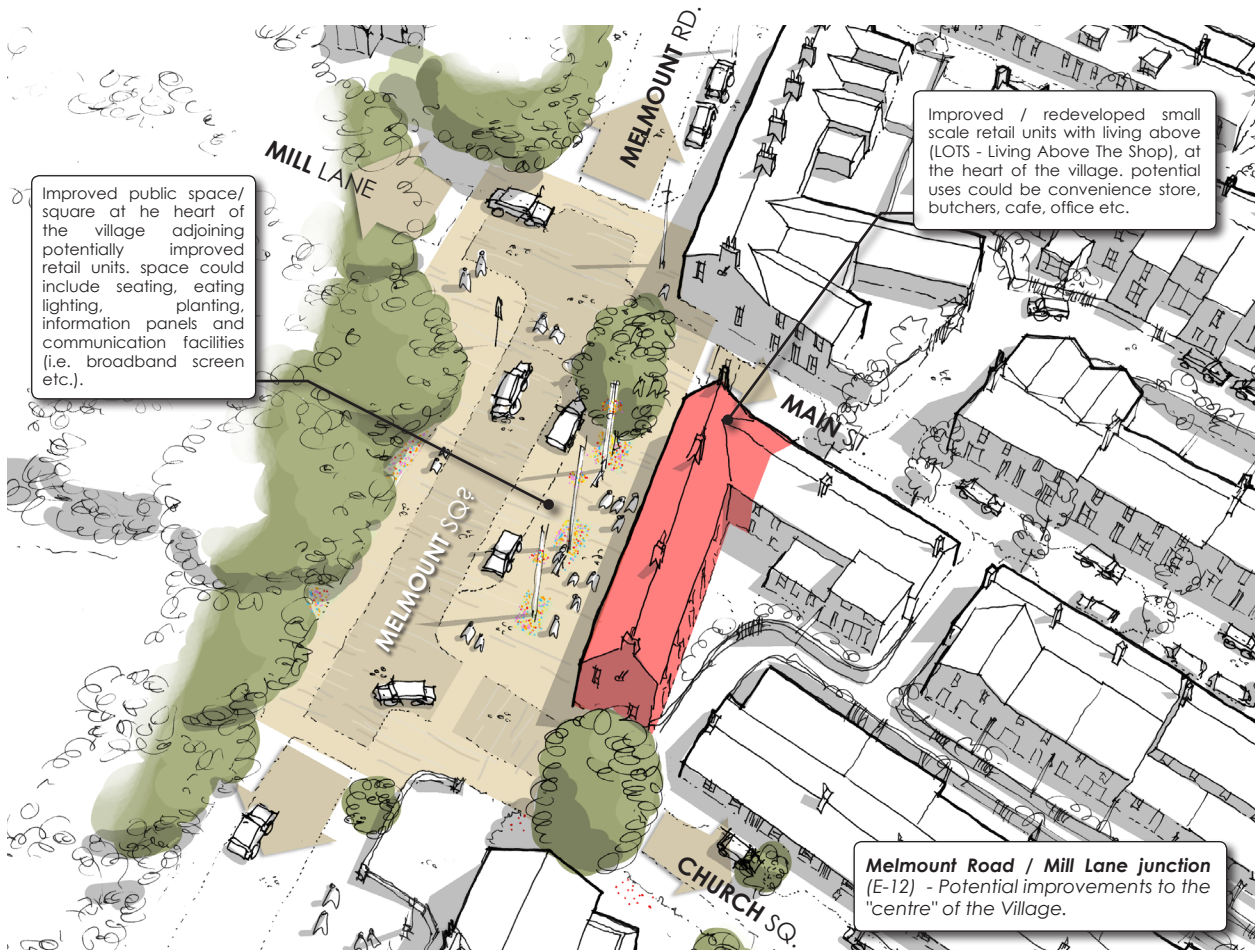 MELMOUNT RD.
MILL LANE
Improved / redeveloped small
scale retail units with living above
(LOTS - Living Above The Shop), at
the heart of the village. potential
uses could be convenience store,
butchers, cafe, office etc.
Improved public space/
square at he heart of
the village adjoining
potentially improved
retail units. space could
include seating, eating
lighting, planting,
information panels and
communication facilities
(i.e. broadband screen
etc.).
MAIN ST
MELMOUNT SQ?
CHURCH SQ.
Melmount Road / Mill Lane junction
(E-12) - Potential improvements to the
"centre" of the Village.